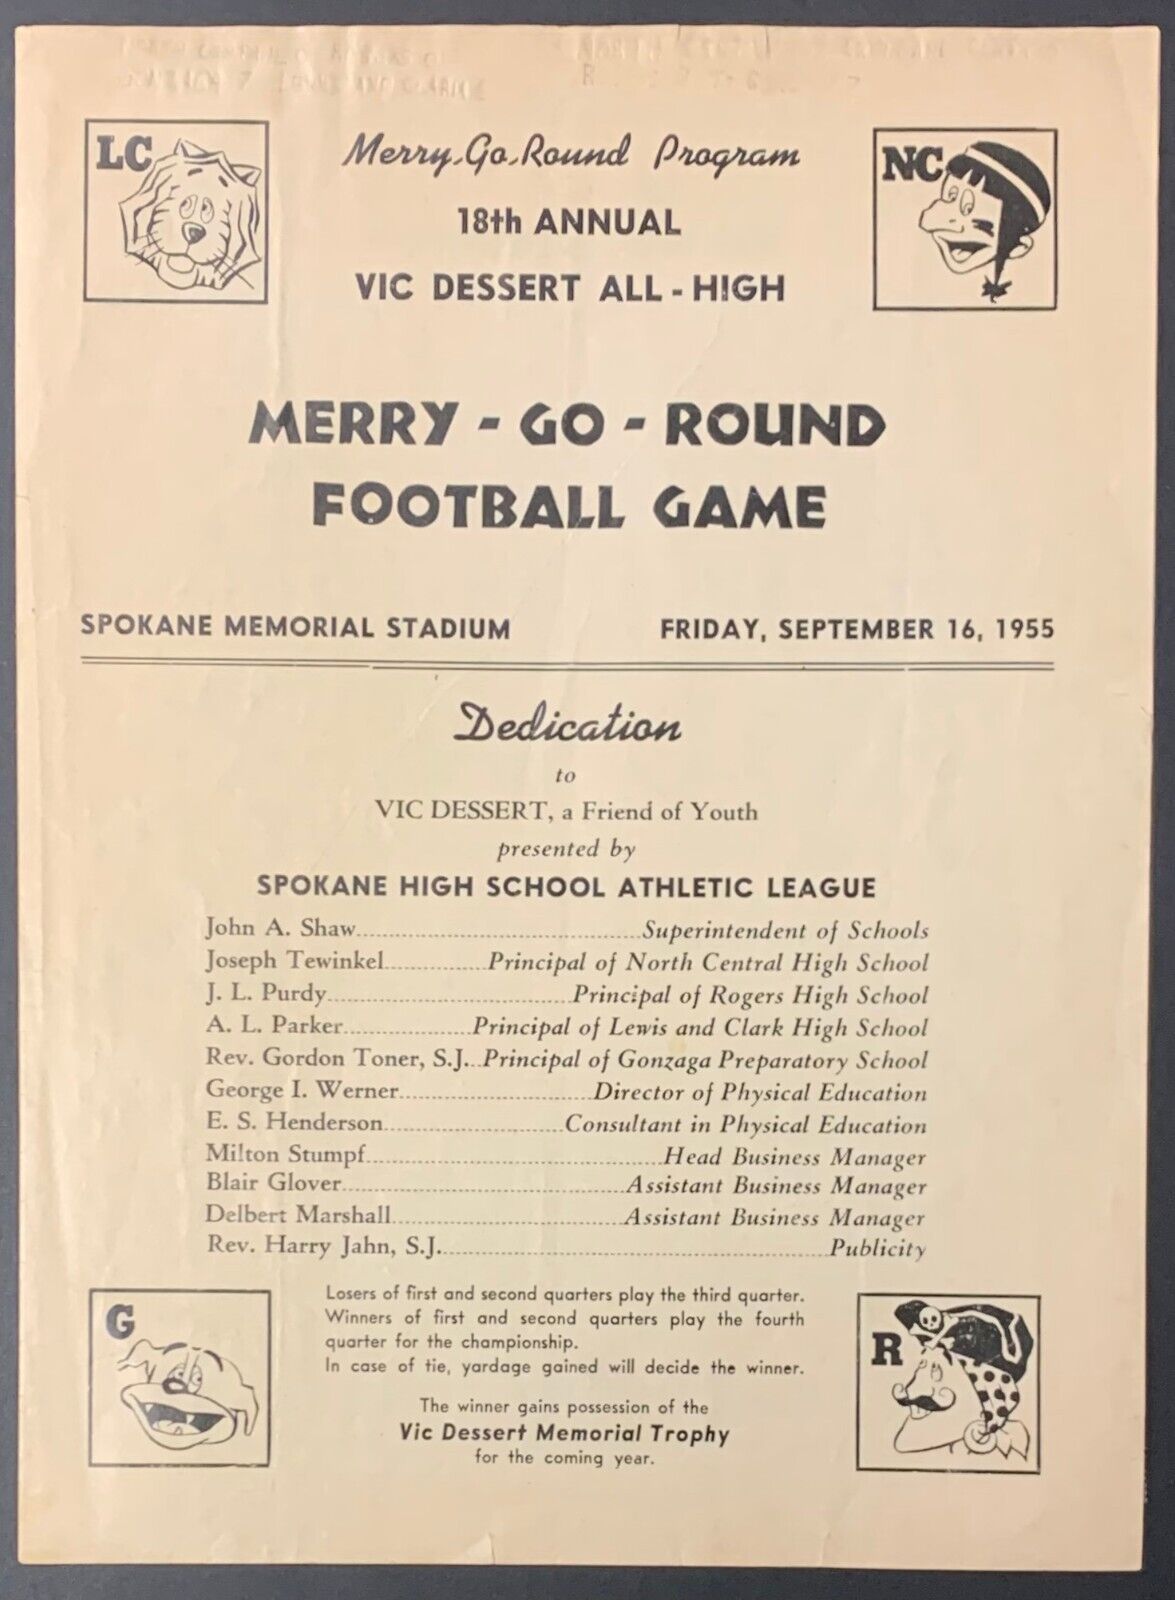 LC
Merry-Go-Round Program
NC
18th ANNUAL
VIC DESSERT ALL - HIGH
MERRY - GO - ROUND
FOOTBALL GAME
SPOKANE MEMORIAL STADIUM
FRIDAY, SEPTEMBER 16, 1955
Dedication
to
VIC DESSERT, a Friend of Youth
presented by
SPOKANE HIGH SCHOOL ATHLETIC LEAGUE
John A. Shaw Superintendent of Schools
Joseph Tewinkel Principal of North Central High School
J. L. Purdy Principal of Rogers High School
A. L. Parker Principal of Lewis and Clark High School
Rev. Gordon Toner, S.J. Principal of Gonzaga Preparatory School
George I. Werner Director of Physical Education
E. S. Henderson Consultant in Physical Education
Milton Stumpf Head Business Manager
Blair Glover Assistant Business Manager
Delbert Marshall Assistant Business Manager
Rev. Harry Jahn, S.J. Publicity
G
Losers of first and second quarters play the third quarter.
Winners of first and second quarters play the fourth
quarter for the championship.
In case of tie, yardage gained will decide the winner.
The winner gains possession of the
Vic Dessert Memorial Trophy
for the coming year.
R